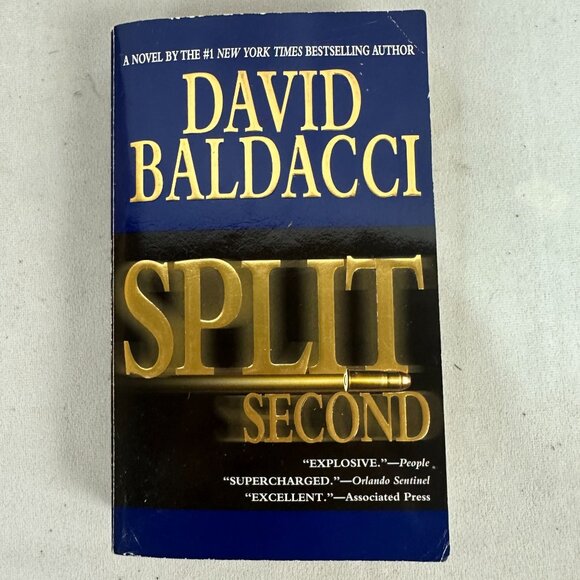 A NOVEL BY THE #1 NEW YORK TIMES BESTSELLING AUTHOR
DAVID
BALDACCI
SPLIT
SECOND
“EXPLOSIVE.”—People
“SUPERCHARGED.”—Orlando Sentinel
“EXCELLENT.”—Associated Press